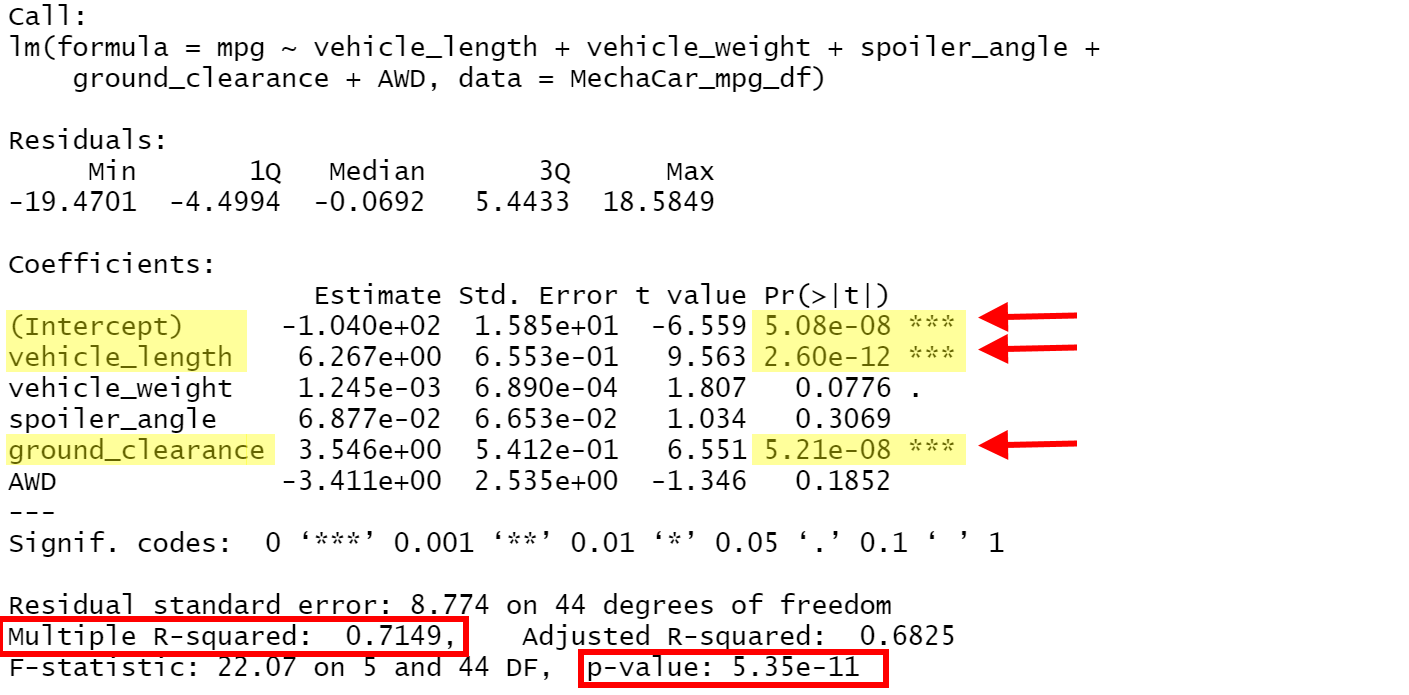 Call:
lm(formula = mpg ~ vehicle_length + vehicle_weight + spoiler_angle +
    ground_clearance + AWD, data = MechaCar_mpg_df)
Residuals:
     Min       1Q   Median       3Q      Max
-19.4701  -4.4994  -0.0692   5.4433  18.5849
Coefficients:
                   Estimate Std. Error t value Pr(>|t|)
(Intercept)      -1.040e+02  1.585e+01  -6.559 5.08e-08 ***
vehicle_length    6.267e+00  6.553e-01   9.563 2.60e-12 ***
vehicle_weight    1.245e-03  6.890e-04   1.807   0.0776 .
spoiler_angle     6.877e-02  6.653e-02   1.034   0.3069
ground_clearance  3.546e+00  5.412e-01   6.551 5.21e-08 ***
AWD              -3.411e+00  2.535e+00  -1.346   0.1852
---
Signif. codes:  0 ‘***’ 0.001 ‘**’ 0.01 ‘*’ 0.05 ‘.’ 0.1 ‘ ’ 1
Residual standard error: 8.774 on 44 degrees of freedom
Multiple R-squared:  0.7149,    Adjusted R-squared:  0.6825
F-statistic: 22.07 on 5 and 44 DF,  p-value: 5.35e-11